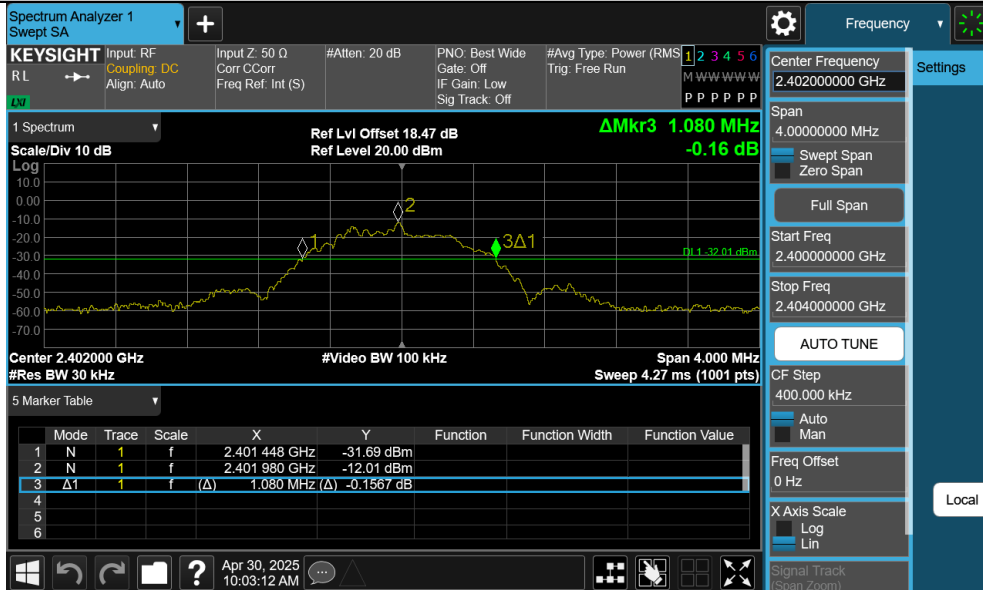 Spectrum Analyzer 1
Swept SA
+
Frequency
KEYSIGHT
RL
LXI
Input: RF
Coupling: DC
Align: Auto
Input Z: 50 Ω
Corr CCorr
Freq Ref: Int (S)
#Atten: 20 dB
PNO: Best Wide
Gate: Off
IF Gain: Low
Sig Track: Off
#Avg Type: Power (RMS
Trig: Free Run
1 2 3 4 5 6
M W W W W W
P P P P P P
1 Spectrum
Scale/Div 10 dB
Ref Lvl Offset 18.47 dB
Ref Level 20.00 dBm
ΔMkr3 1.080 MHz
-0.16 dB
Log
10.0
0.00
-10.0
-20.0
-30.0
-40.0
-50.0
-60.0
-70.0
1
2
3Δ1
DL1 -32.01 dBm
Center 2.402000 GHz
#Video BW 100 kHz
Span 4.000 MHz
#Res BW 30 kHz
Sweep 4.27 ms (1001 pts)
5 Marker Table
Mode Trace Scale X Y Function Function Width Function Value
1 N 1 f 2.401 448 GHz -31.69 dBm
2 N 1 f 2.401 980 GHz -12.01 dBm
3 Δ1 1 f (Δ) 1.080 MHz (Δ) -0.1567 dB
4
5
6
?
Apr 30, 2025
10:03:12 AM
Center Frequency
2.402000000 GHz
Span
4.00000000 MHz
Swept Span
Zero Span
Full Span
Start Freq
2.400000000 GHz
Stop Freq
2.404000000 GHz
AUTO TUNE
CF Step
400.000 kHz
Auto
Man
Freq Offset
0 Hz
X Axis Scale
Log
Lin
Signal Track
(Span Zoom)
Settings
Local